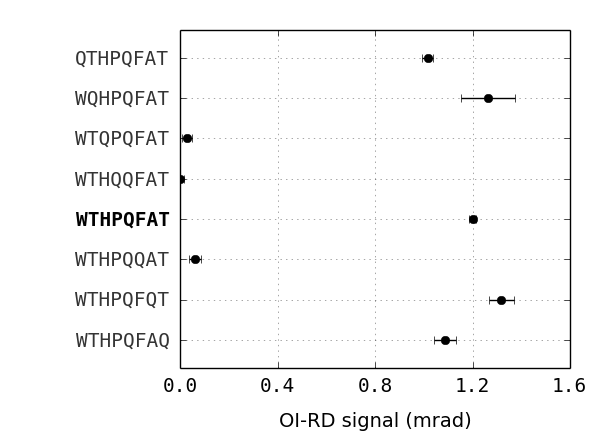 QTHPQFAT
WQHPQFAT
WTQPQFAT
WTHQQFAT
WTHPQFAT
WTHPQQAT
WTHPQFQT
WTHPQFAQ
0.0 0.4 0.8 1.2 1.6
OI-RD signal (mrad)